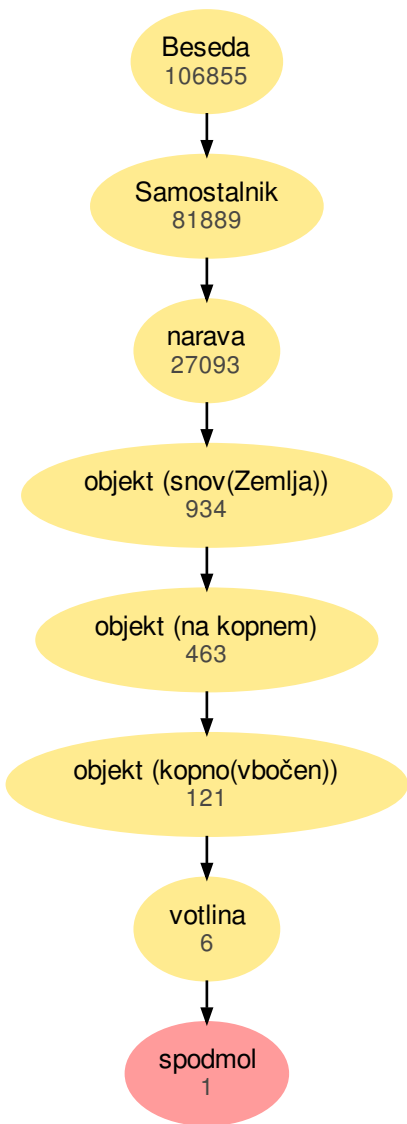 Beseda
106855
Samostalnik
81889
narava
27093
objekt (snov(Zemlja))
934
objekt (na kopnem)
463
objekt (kopno(vbočen))
121
votlina
6
spodmol
1